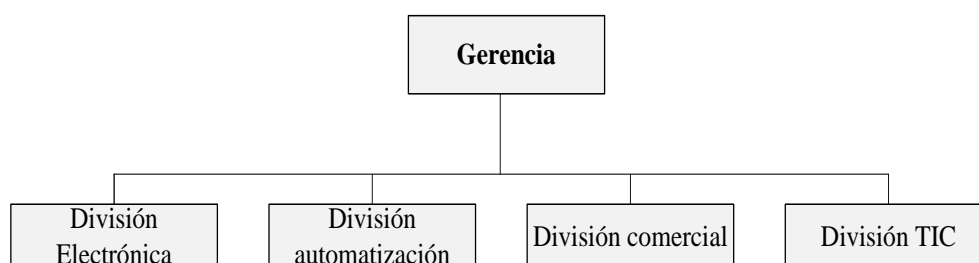 Gerencia
División
Electrónica
División
automatización
División comercial
División TIC